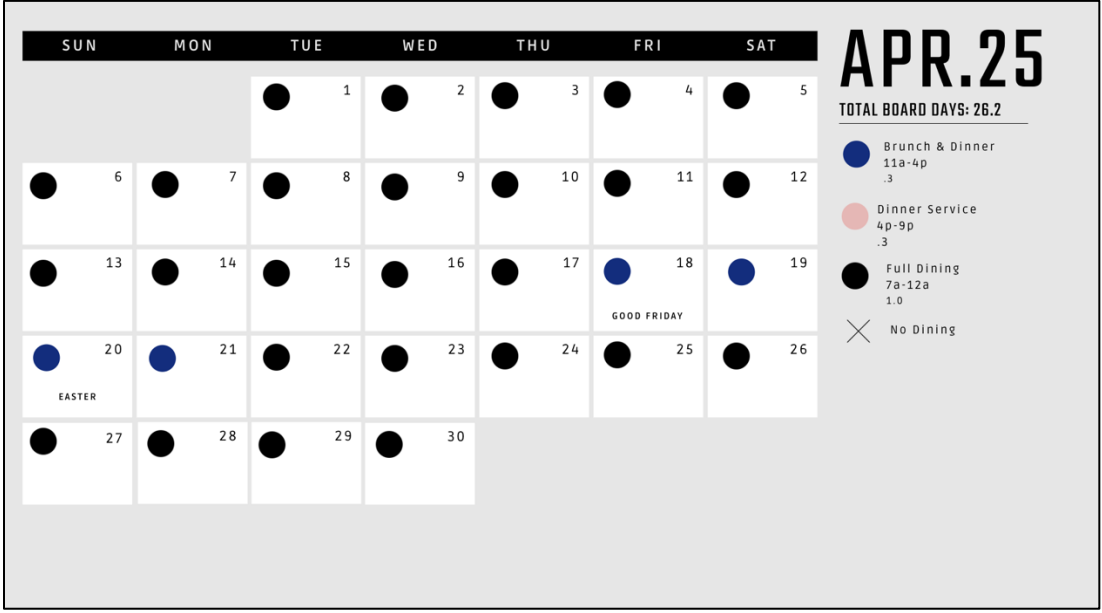 SUN MON TUE WED THU FRI SAT
1 2 3 4 5
6 7 8 9 10 11 12
13 14 15 16 17 18 19
GOOD FRIDAY
20 21 22 23 24 25 26
EASTER
27 28 29 30
APR.25
TOTAL BOARD DAYS: 26.2
Brunch & Dinner
11a-4p
.3
Dinner Service
4p-9p
.3
Full Dining
7a-12a
1.0
No Dining